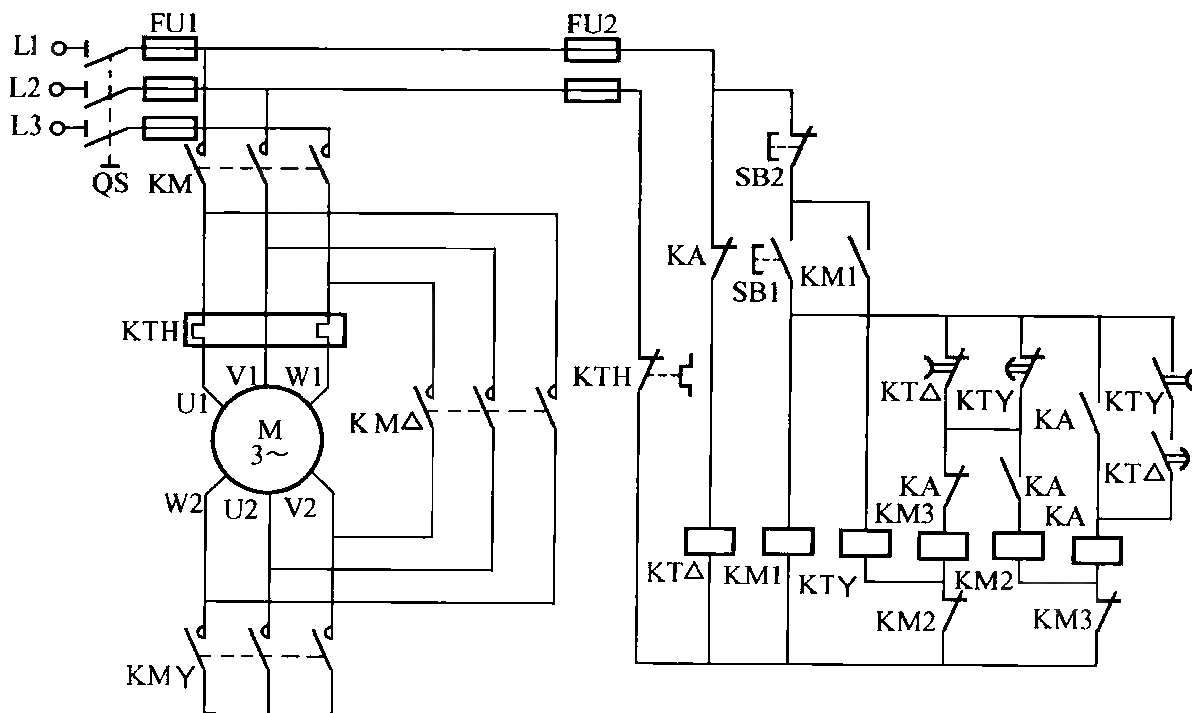 FU1
FU2
L1
L2
L3
QS
KM
SB2
KA
SB1
KM1
KTH
V1
W1
U1
KM△
M
3～
KTH
KT△
KTY
KA
KTY
KT△
W2
U2
V2
KA
KA
KA
KM3
KT△
KM1
KTY
KM2
KM2
KM3
KMY